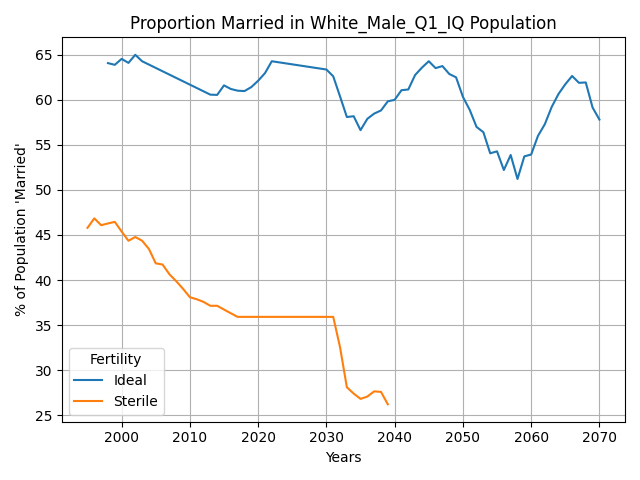 Proportion Married in White_Male_Q1_IQ Population
% of Population 'Married'
65
60
55
50
45
40
35
30
25
Fertility
Ideal
Sterile
2000 2010 2020 2030 2040 2050 2060 2070
Years